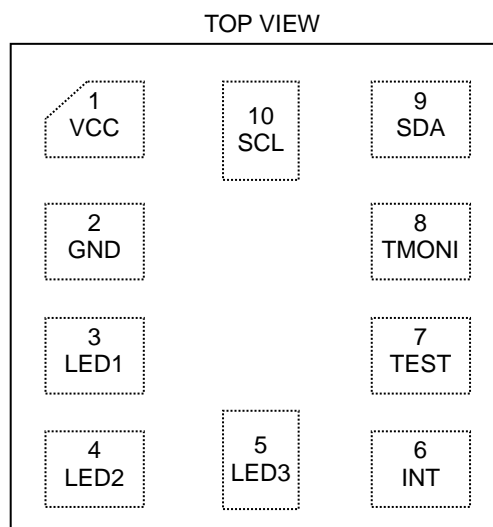 TOP VIEW
1
VCC
10
SCL
9
SDA
2
GND
8
TMONI
3
LED1
7
TEST
4
LED2
5
LED3
6
INT